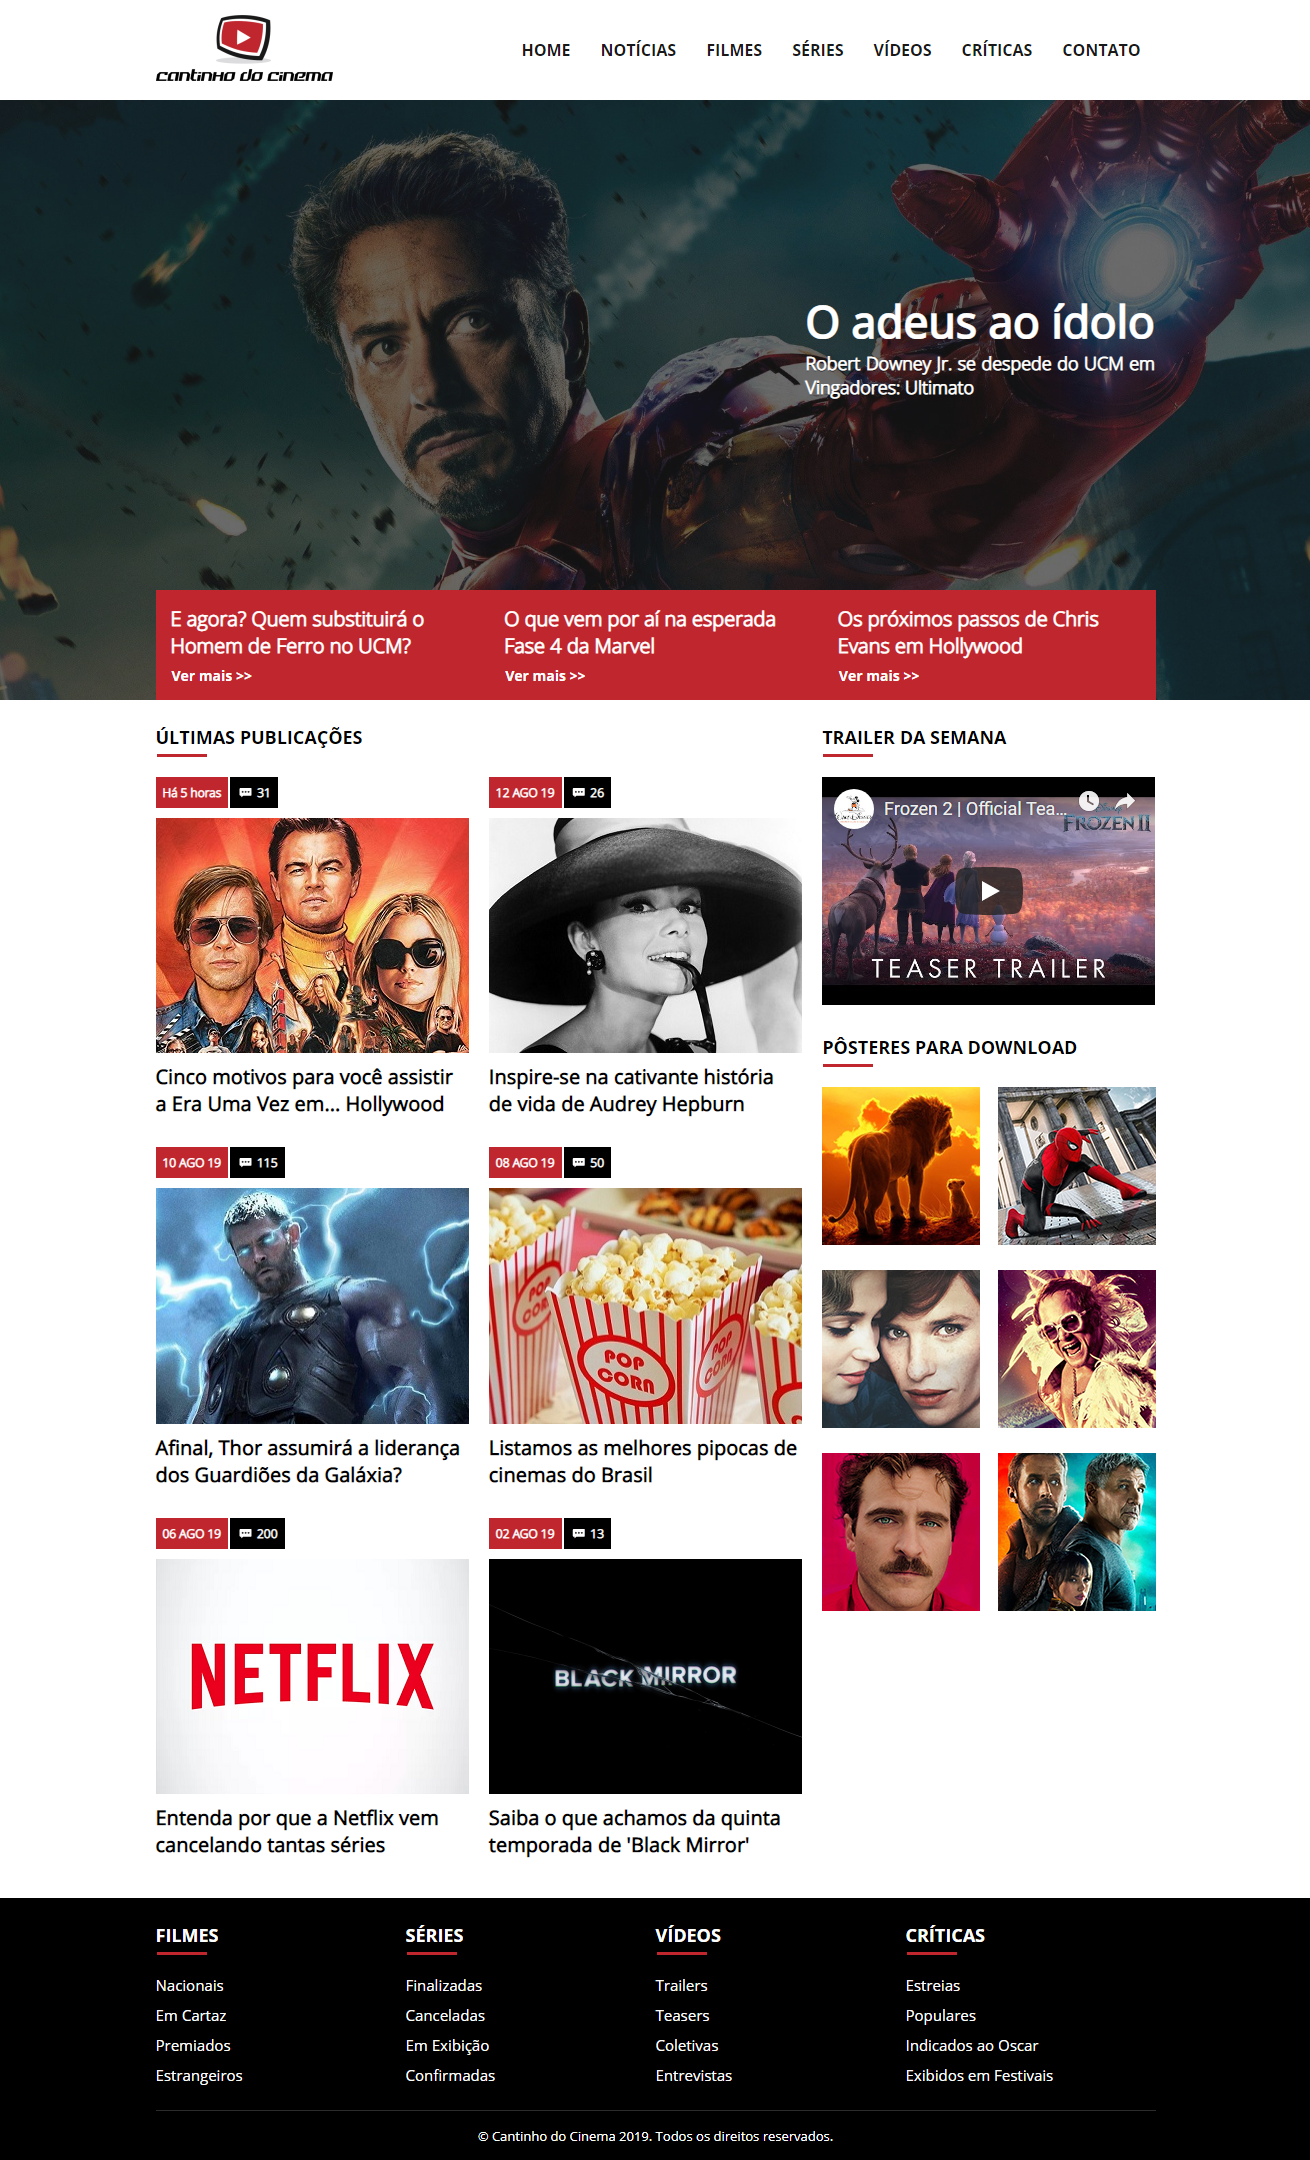 cantinho do cinema
HOME NOTÍCIAS FILMES SÉRIES VÍDEOS CRÍTICAS CONTATO
O adeus ao ídolo
Robert Downey Jr. se despede do UCM em
Vingadores: Ultimato
E agora? Quem substituirá o
Homem de Ferro no UCM?
Ver mais >>
O que vem por aí na esperada
Fase 4 da Marvel
Ver mais >>
Os próximos passos de Chris
Evans em Hollywood
Ver mais >>
ÚLTIMAS PUBLICAÇÕES
Há 5 horas 31
Cinco motivos para você assistir
a Era Uma Vez em... Hollywood
12 AGO 19 26
Inspire-se na cativante história
de vida de Audrey Hepburn
10 AGO 19 115
Afinal, Thor assumirá a liderança
dos Guardiões da Galáxia?
08 AGO 19 50
POP
CORN
POP
CORN
POP
COR
Listamos as melhores pipocas de
cinemas do Brasil
06 AGO 19 200
NETFLIX
Entenda por que a Netflix vem
cancelando tantas séries
02 AGO 19 13
BLACK MIRROR
Saiba o que achamos da quinta
temporada de 'Black Mirror'
TRAILER DA SEMANA
Frozen 2 | Official Tea...
FROZEN II
TEASER TRAILER
PÔSTERES PARA DOWNLOAD
FILMES
Nacionais
Em Cartaz
Premiados
Estrangeiros
SÉRIES
Finalizadas
Canceladas
Em Exibição
Confirmadas
VÍDEOS
Trailers
Teasers
Coletivas
Entrevistas
CRÍTICAS
Estreias
Populares
Indicados ao Oscar
Exibidos em Festivais
© Cantinho do Cinema 2019. Todos os direitos reservados.